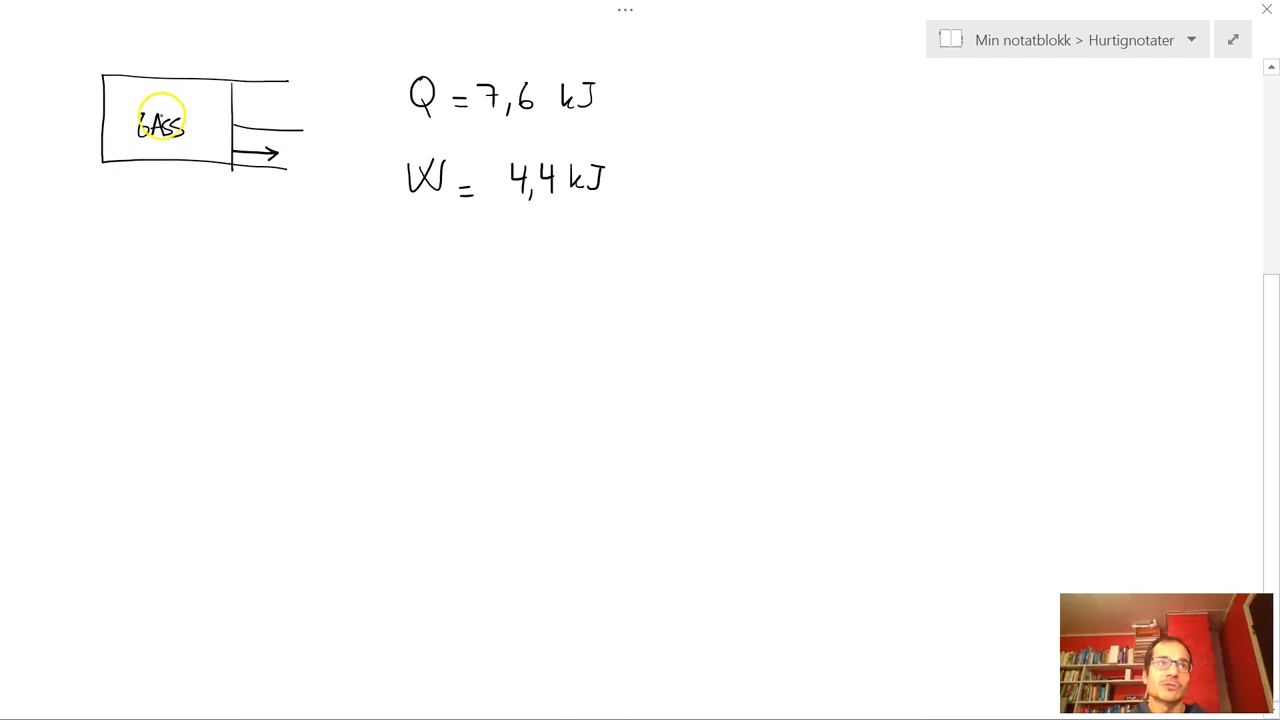 Min notatblokk > Hurtignotater
GASS
Q = 7,6 kJ
W = 4,4 kJ